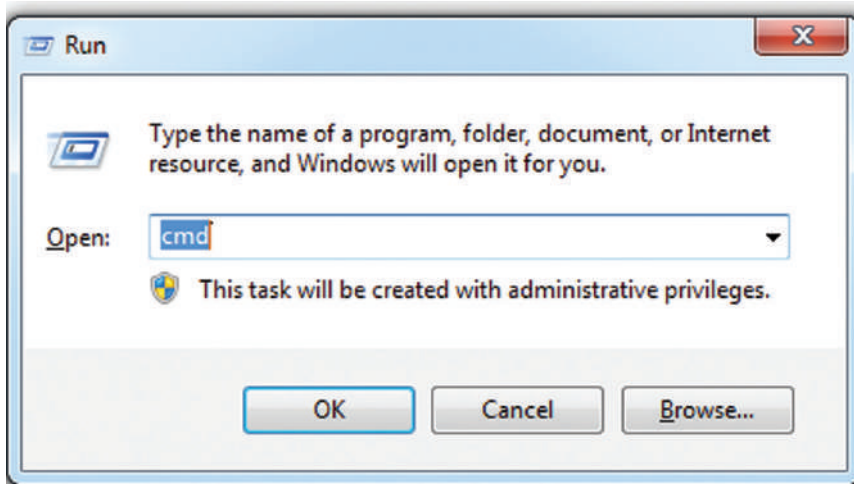 Run
Type the name of a program, folder, document, or Internet
resource, and Windows will open it for you.
Open: cmd
This task will be created with administrative privileges.
OK Cancel Browse...